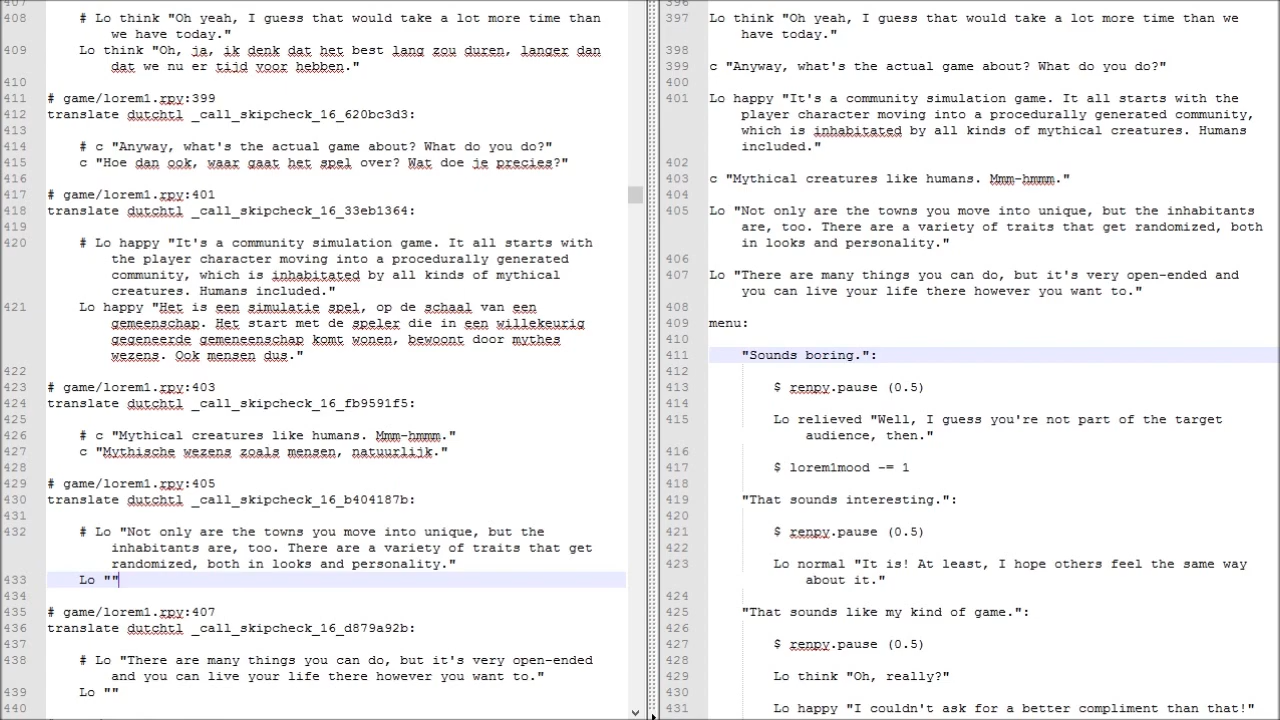 407
408 # Lo think "Oh yeah, I guess that would take a lot more time than
we have today."
409 Lo think "Oh, ja, ik denk dat het best lang zou duren, langer dan
dat we nu er tijd voor hebben."
410
411 # game/lorem1.rpy:399
412 translate dutchtl _call_skipcheck_16_620bc3d3:
413
414 # c "Anyway, what's the actual game about? What do you do?"
415 c "Hoe dan ook, waar gaat het spel over? Wat doe je precies?"
416
417 # game/lorem1.rpy:401
418 translate dutchtl _call_skipcheck_16_33eb1364:
419
420 # Lo happy "It's a community simulation game. It all starts with
the player character moving into a procedurally generated
community, which is inhabitated by all kinds of mythical
creatures. Humans included."
421 Lo happy "Het is een simulatie spel, op de schaal van een
gemeenschap. Het start met de speler die in een willekeurig
gegeneerde gemeneenschap komt wonen, bewoont door mythes
wezens. Ook mensen dus."
422
423 # game/lorem1.rpy:403
424 translate dutchtl _call_skipcheck_16_fb9591f5:
425
426 # c "Mythical creatures like humans. Mmm-hmmm."
427 c "Mythische wezens zoals mensen, natuurlijk."
428
429 # game/lorem1.rpy:405
430 translate dutchtl _call_skipcheck_16_b404187b:
431
432 # Lo "Not only are the towns you move into unique, but the
inhabitants are, too. There are a variety of traits that get
randomized, both in looks and personality."
433 Lo ""
434
435 # game/lorem1.rpy:407
436 translate dutchtl _call_skipcheck_16_d879a92b:
437
438 # Lo "There are many things you can do, but it's very open-ended
and you can live your life there however you want to."
439 Lo ""
440
396
397 Lo think "Oh yeah, I guess that would take a lot more time than we
have today."
398
399 c "Anyway, what's the actual game about? What do you do?"
400
401 Lo happy "It's a community simulation game. It all starts with the
player character moving into a procedurally generated community,
which is inhabitated by all kinds of mythical creatures. Humans
included."
402
403 c "Mythical creatures like humans. Mmm-hmmm."
404
405 Lo "Not only are the towns you move into unique, but the inhabitants
are, too. There are a variety of traits that get randomized, both
in looks and personality."
406
407 Lo "There are many things you can do, but it's very open-ended and
you can live your life there however you want to."
408
409 menu:
410
411 "Sounds boring.":
412
413 $ renpy.pause (0.5)
414
415 Lo relieved "Well, I guess you're not part of the target
audience, then."
416
417 $ lorem1mood -= 1
418
419 "That sounds interesting.":
420
421 $ renpy.pause (0.5)
422
423 Lo normal "It is! At least, I hope others feel the same way
about it."
424
425 "That sounds like my kind of game.":
426
427 $ renpy.pause (0.5)
428
429 Lo think "Oh, really?"
430
431 Lo happy "I couldn't ask for a better compliment than that!"